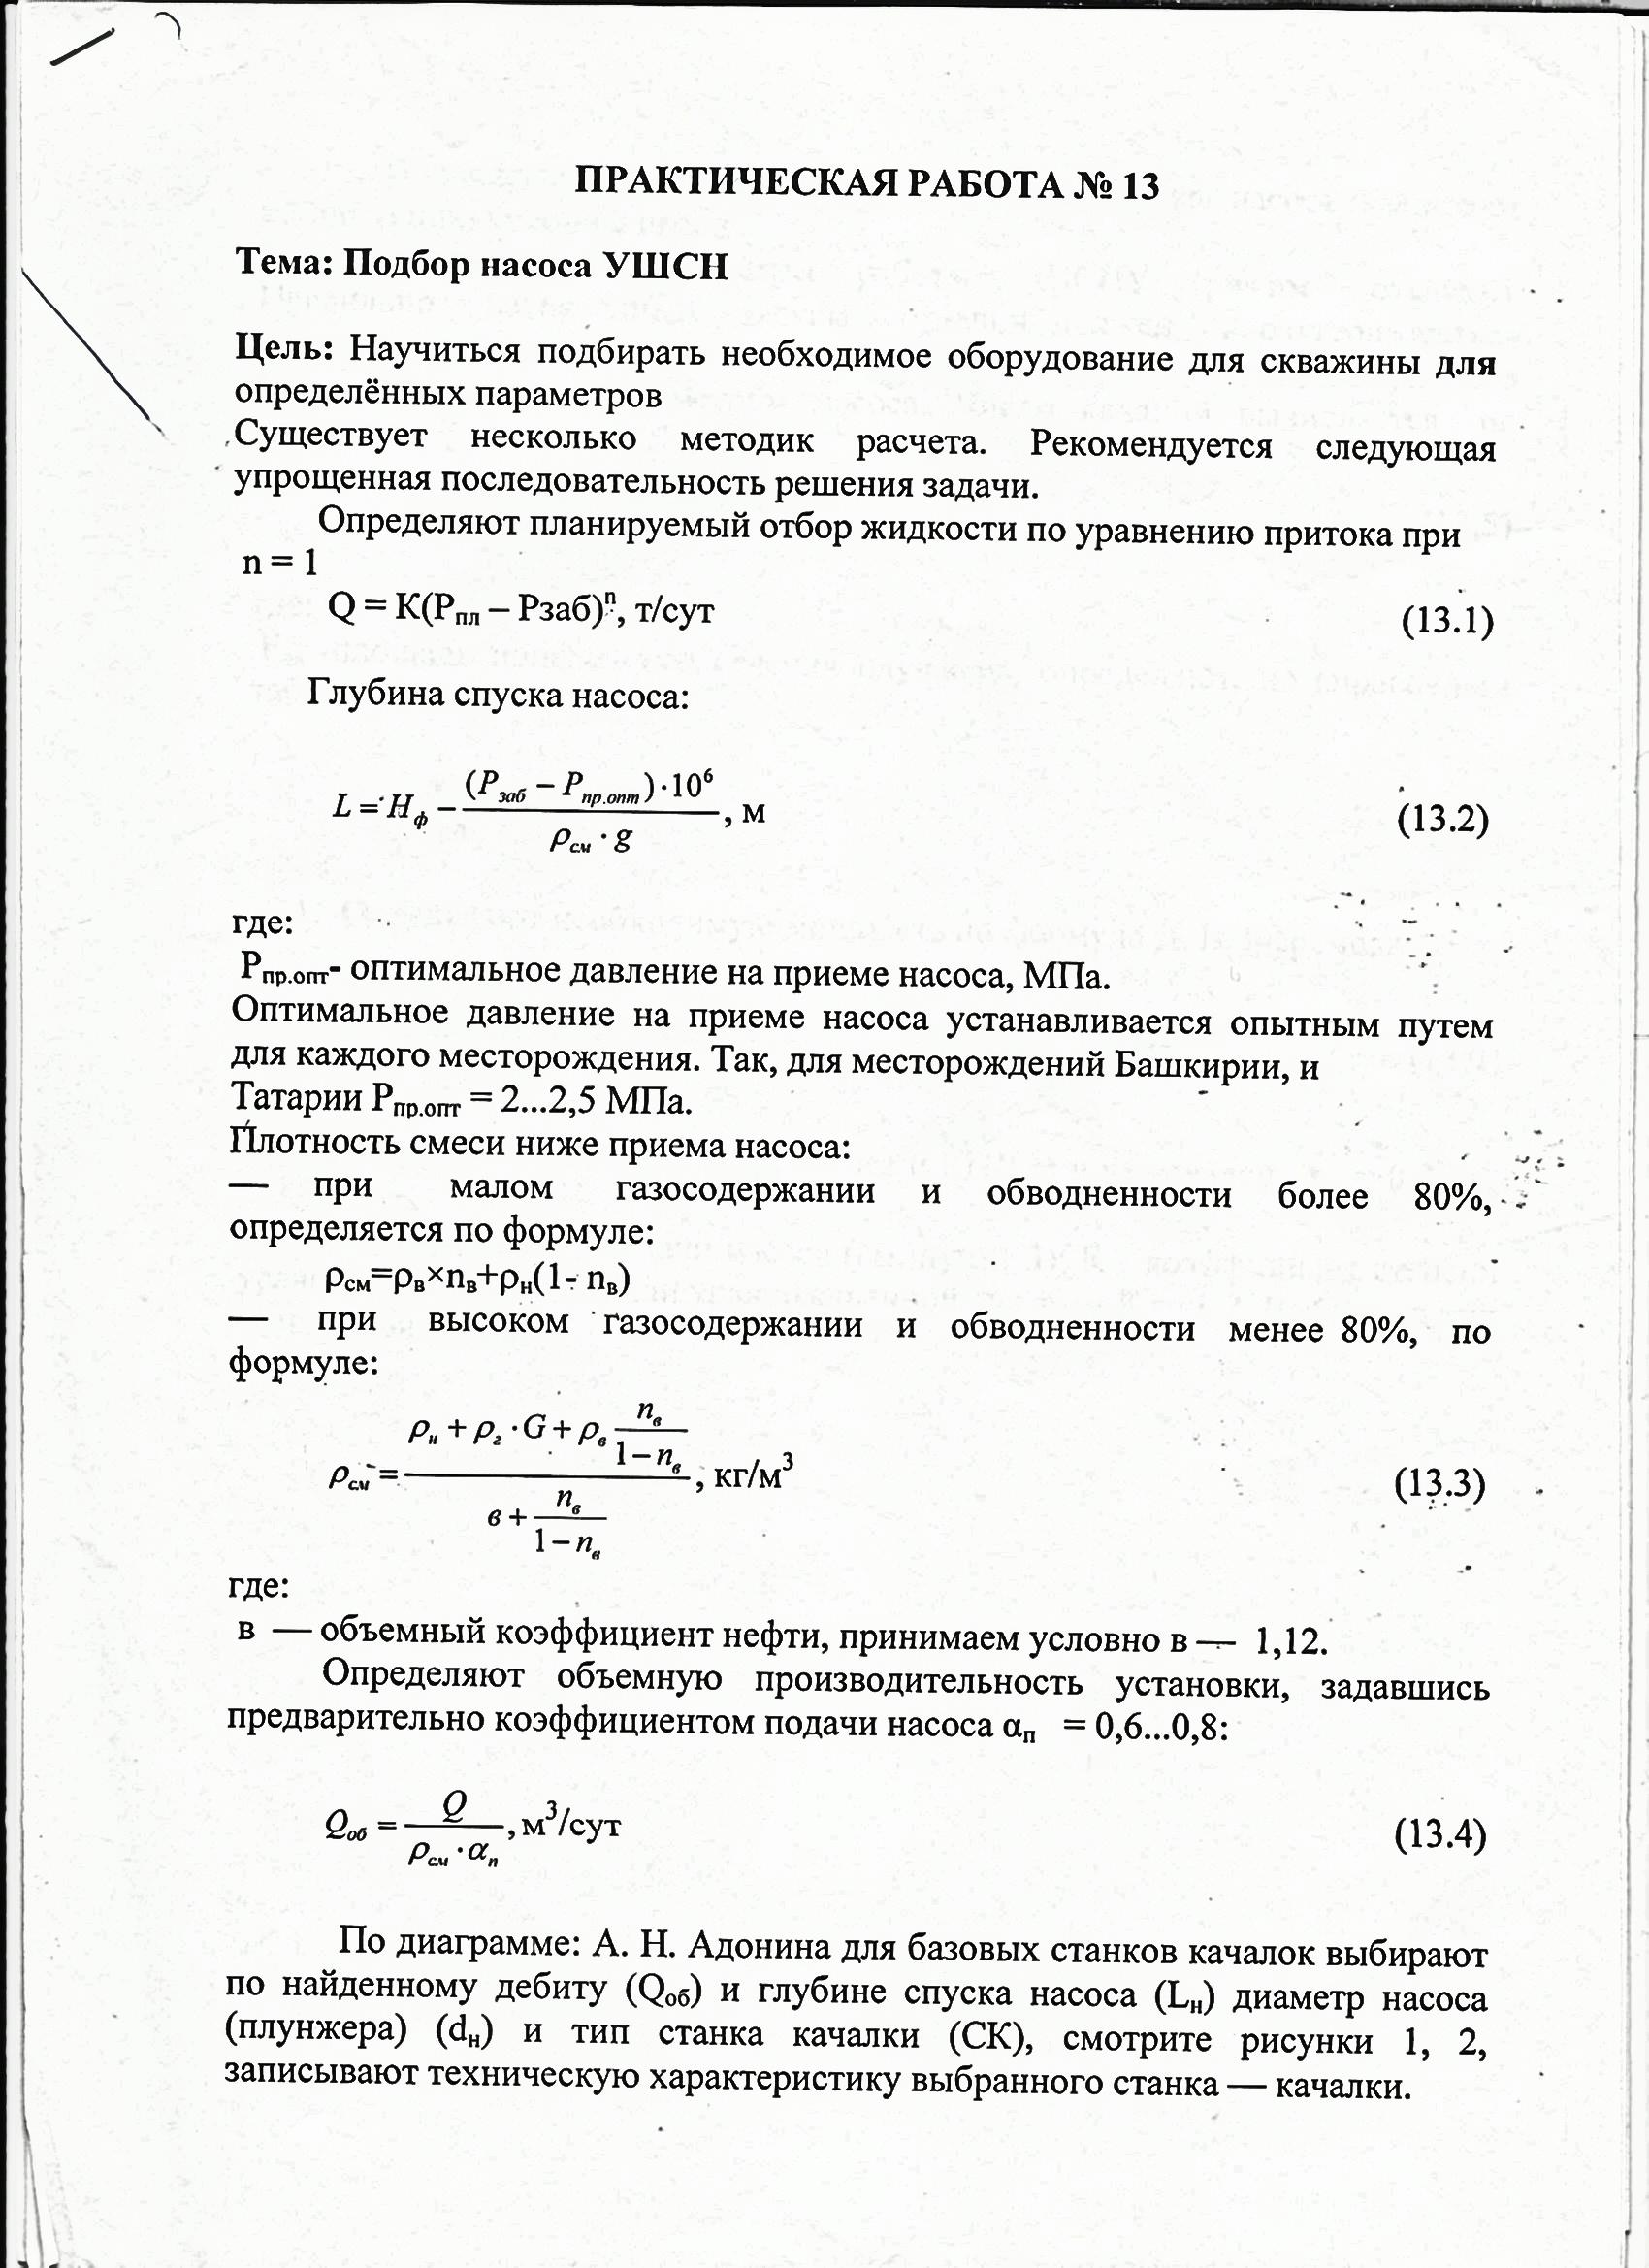 ПРАКТИЧЕСКАЯ РАБОТА № 13
Тема: Подбор насоса УШСН
Цель: Научиться подбирать необходимое оборудование для скважины для
определённых параметров
Существует несколько методик расчета. Рекомендуется следующая
упрощенная последовательность решения задачи.
Определяют планируемый отбор жидкости по уравнению притока при
n = 1
Q = K(Pпл – Рзаб)ⁿ, т/сут (13.1)
Глубина спуска насоса:
L = Hф – (Pзаб – Pпр.опт)·10⁶ / ρсм · g, м (13.2)
где:
Рпр.опт- оптимальное давление на приеме насоса, МПа.
Оптимальное давление на приеме насоса устанавливается опытным путем
для каждого месторождения. Так, для месторождений Башкирии, и
Татарии Рпр.опт = 2...2,5 МПа.
Плотность смеси ниже приема насоса:
— при малом газосодержании и обводненности более 80%,
определяется по формуле:
ρсм=ρв×nв+ρн(1- nв)
— при высоком газосодержании и обводненности менее 80%, по
формуле:
ρсм = (ρн + ρг · G + ρв nв / 1 – nв) / (в + nв / 1 – nв), кг/м³ (13.3)
где:
в — объемный коэффициент нефти, принимаем условно в — 1,12.
Определяют объемную производительность установки, задавшись
предварительно коэффициентом подачи насоса αп = 0,6...0,8:
Qоб = Q / ρсм · αп, м³/сут (13.4)
По диаграмме: А. Н. Адонина для базовых станков качалок выбирают
по найденному дебиту (Qоб) и глубине спуска насоса (Lн) диаметр насоса
(плунжера) (dн) и тип станка качалки (СК), смотрите рисунки 1, 2,
записывают техническую характеристику выбранного станка — качалки.